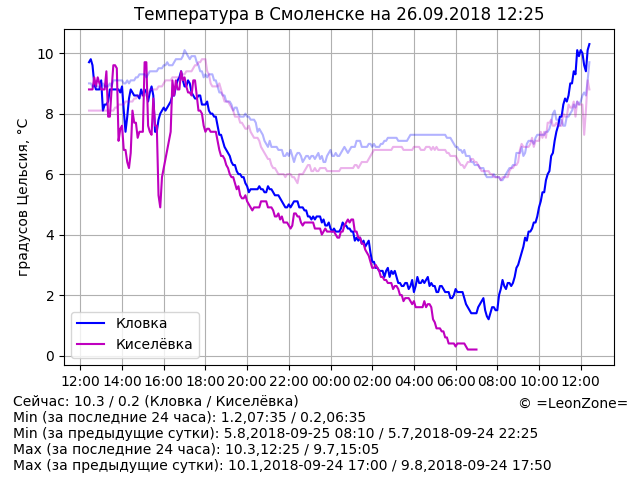 Температура в Смоленске на 26.09.2018 12:25
градусов Цельсия, °C
10
8
6
4
2
0
Кловка
Киселёвка
12:00 14:00 16:00 18:00 20:00 22:00 00:00 02:00 04:00 06:00 08:00 10:00 12:00
Сейчас: 10.3 / 0.2 (Кловка / Киселёвка)
© =LeonZone=
Min (за последние 24 часа): 1.2,07:35 / 0.2,06:35
Min (за предыдущие сутки): 5.8,2018-09-25 08:10 / 5.7,2018-09-24 22:25
Max (за последние 24 часа): 10.3,12:25 / 9.7,15:05
Max (за предыдущие сутки): 10.1,2018-09-24 17:00 / 9.8,2018-09-24 17:50